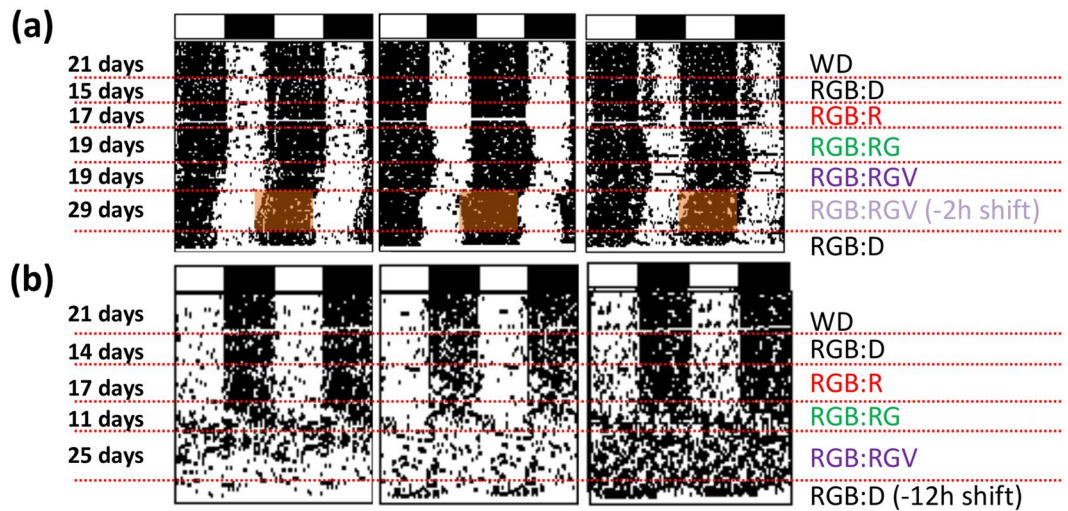 (a)
21 days WD
15 days RGB:D
17 days RGB:R
19 days RGB:RG
19 days RGB:RGV
29 days RGB:RGV (-2h shift)
RGB:D
(b)
21 days WD
14 days RGB:D
17 days RGB:R
11 days RGB:RG
25 days RGB:RGV
RGB:D (-12h shift)